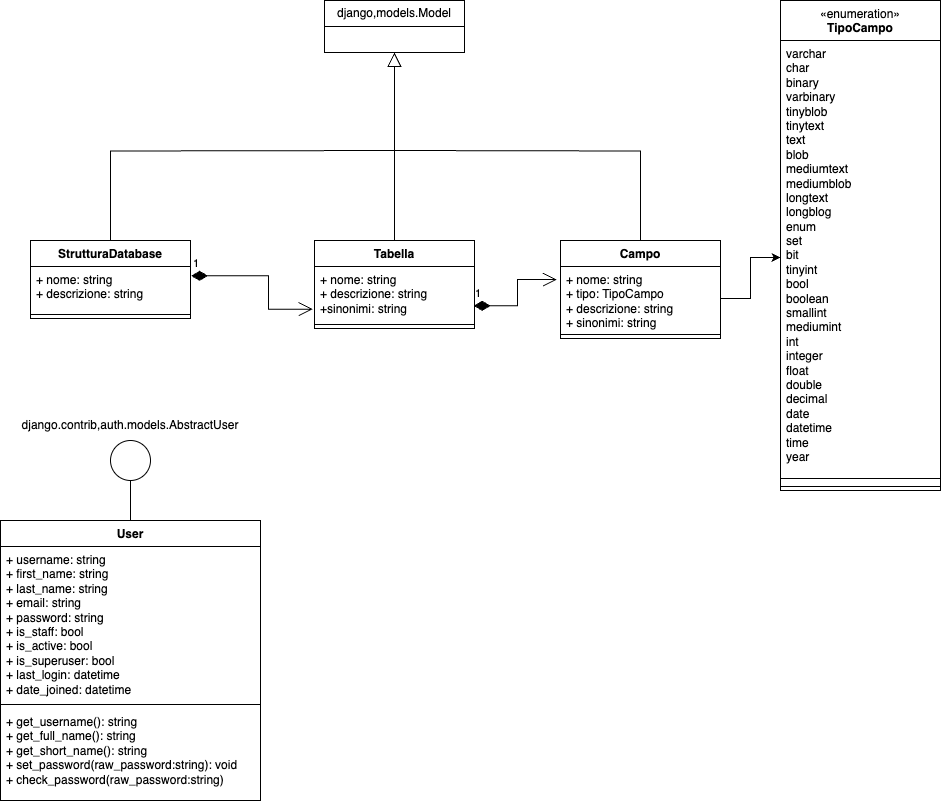 django,models.Model
«enumeration»
TipoCampo
varchar
char
binary
varbinary
tinyblob
tinytext
text
blob
mediumtext
mediumblob
longtext
longblog
enum
set
bit
tinyint
bool
boolean
smallint
mediumint
int
integer
float
double
decimal
date
datetime
time
year
StrutturaDatabase
+ nome: string
+ descrizione: string
1
Tabella
+ nome: string
+ descrizione: string
+sinonimi: string
1
Campo
+ nome: string
+ tipo: TipoCampo
+ descrizione: string
+ sinonimi: string
django.contrib,auth.models.AbstractUser
User
+ username: string
+ first_name: string
+ last_name: string
+ email: string
+ password: string
+ is_staff: bool
+ is_active: bool
+ is_superuser: bool
+ last_login: datetime
+ date_joined: datetime
+ get_username(): string
+ get_full_name(): string
+ get_short_name(): string
+ set_password(raw_password:string): void
+ check_password(raw_password:string)